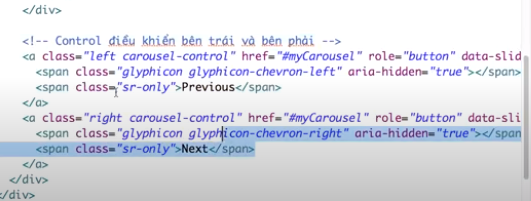 </div>
<!-- Control điều khiển bên trái và bên phải -->
<a class="left carousel-control" href="#myCarousel" role="button" data-slid
<span class="glyphicon glyphicon-chevron-left" aria-hidden="true"></span>
<span class="sr-only">Previous</span>
</a>
<a class="right carousel-control" href="#myCarousel" role="button" data-sli
<span class="glyphicon glyphicon-chevron-right" aria-hidden="true"></span>
<span class="sr-only">Next</span>
</a>
</div>
</div>